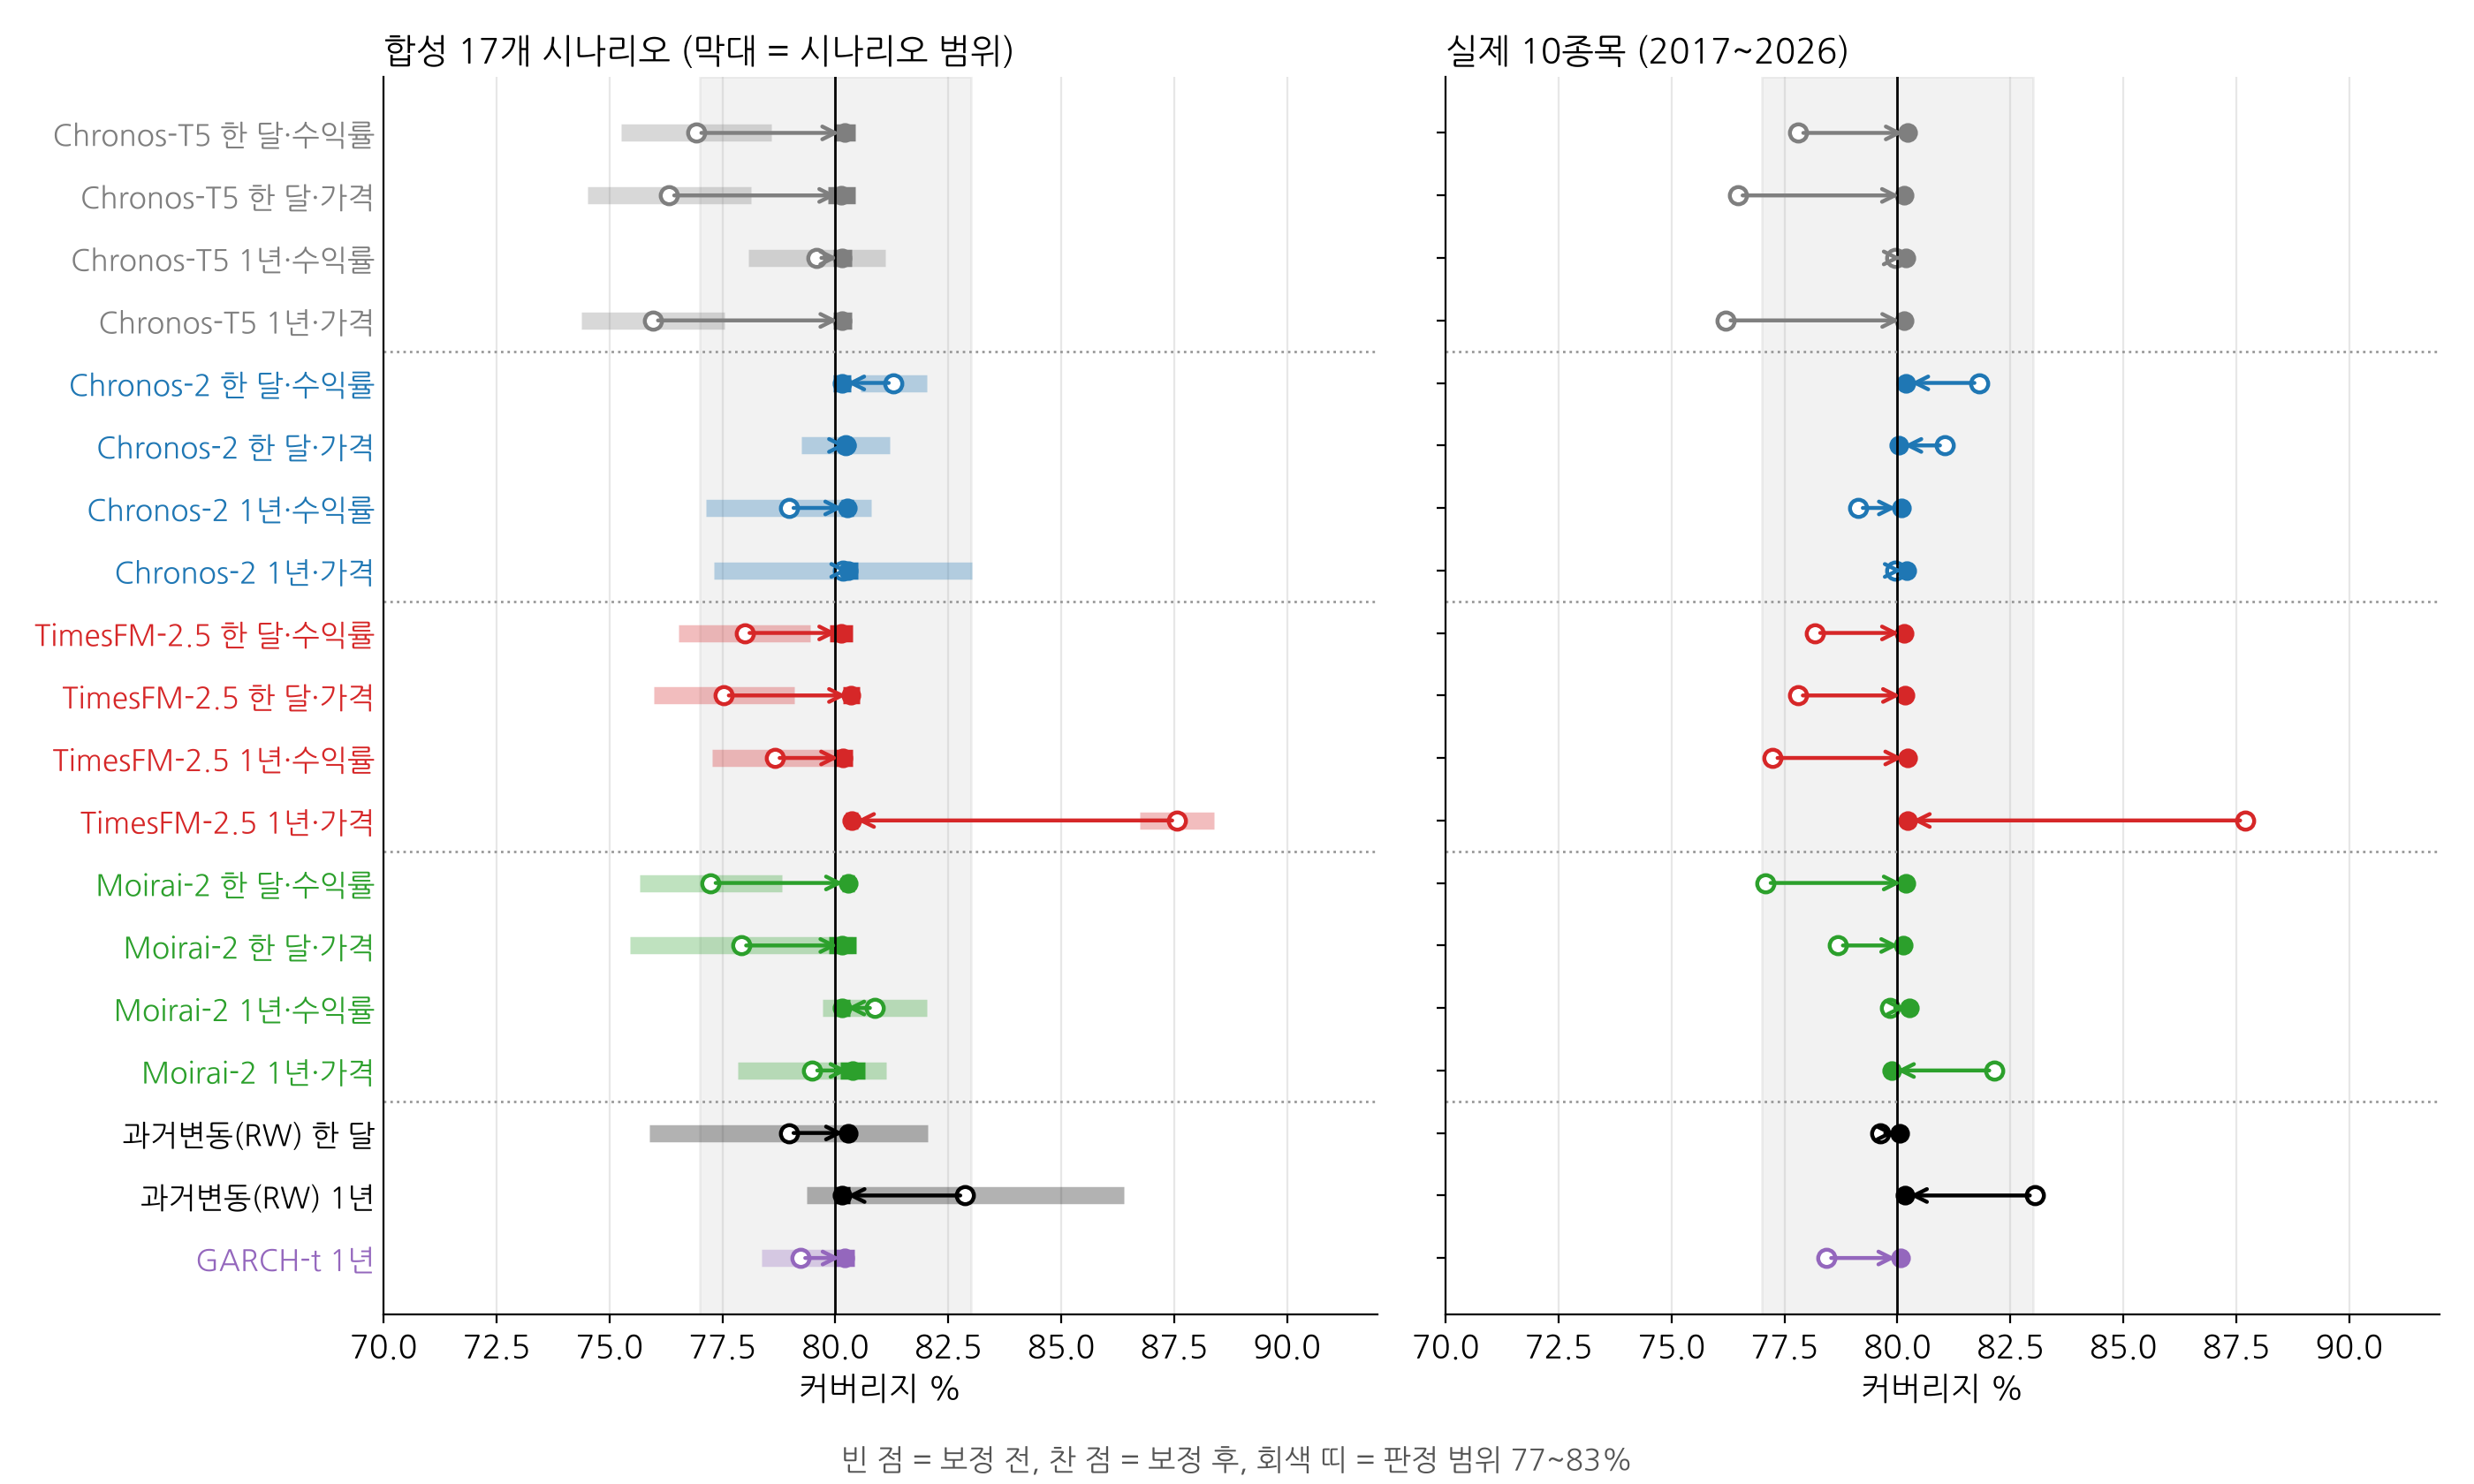 합성 17개 시나리오 (막대 = 시나리오 범위)
실제 10종목 (2017~2026)
Chronos-T5 한 달·수익률
Chronos-T5 한 달·가격
Chronos-T5 1년·수익률
Chronos-T5 1년·가격
Chronos-2 한 달·수익률
Chronos-2 한 달·가격
Chronos-2 1년·수익률
Chronos-2 1년·가격
TimesFM-2.5 한 달·수익률
TimesFM-2.5 한 달·가격
TimesFM-2.5 1년·수익률
TimesFM-2.5 1년·가격
Moirai-2 한 달·수익률
Moirai-2 한 달·가격
Moirai-2 1년·수익률
Moirai-2 1년·가격
과거변동(RW) 한 달
과거변동(RW) 1년
GARCH-t 1년
70.0 72.5 75.0 77.5 80.0 82.5 85.0 87.5 90.0
70.0 72.5 75.0 77.5 80.0 82.5 85.0 87.5 90.0
커버리지 %
커버리지 %
빈 점 = 보정 전, 찬 점 = 보정 후, 회색 띠 = 판정 범위 77~83%